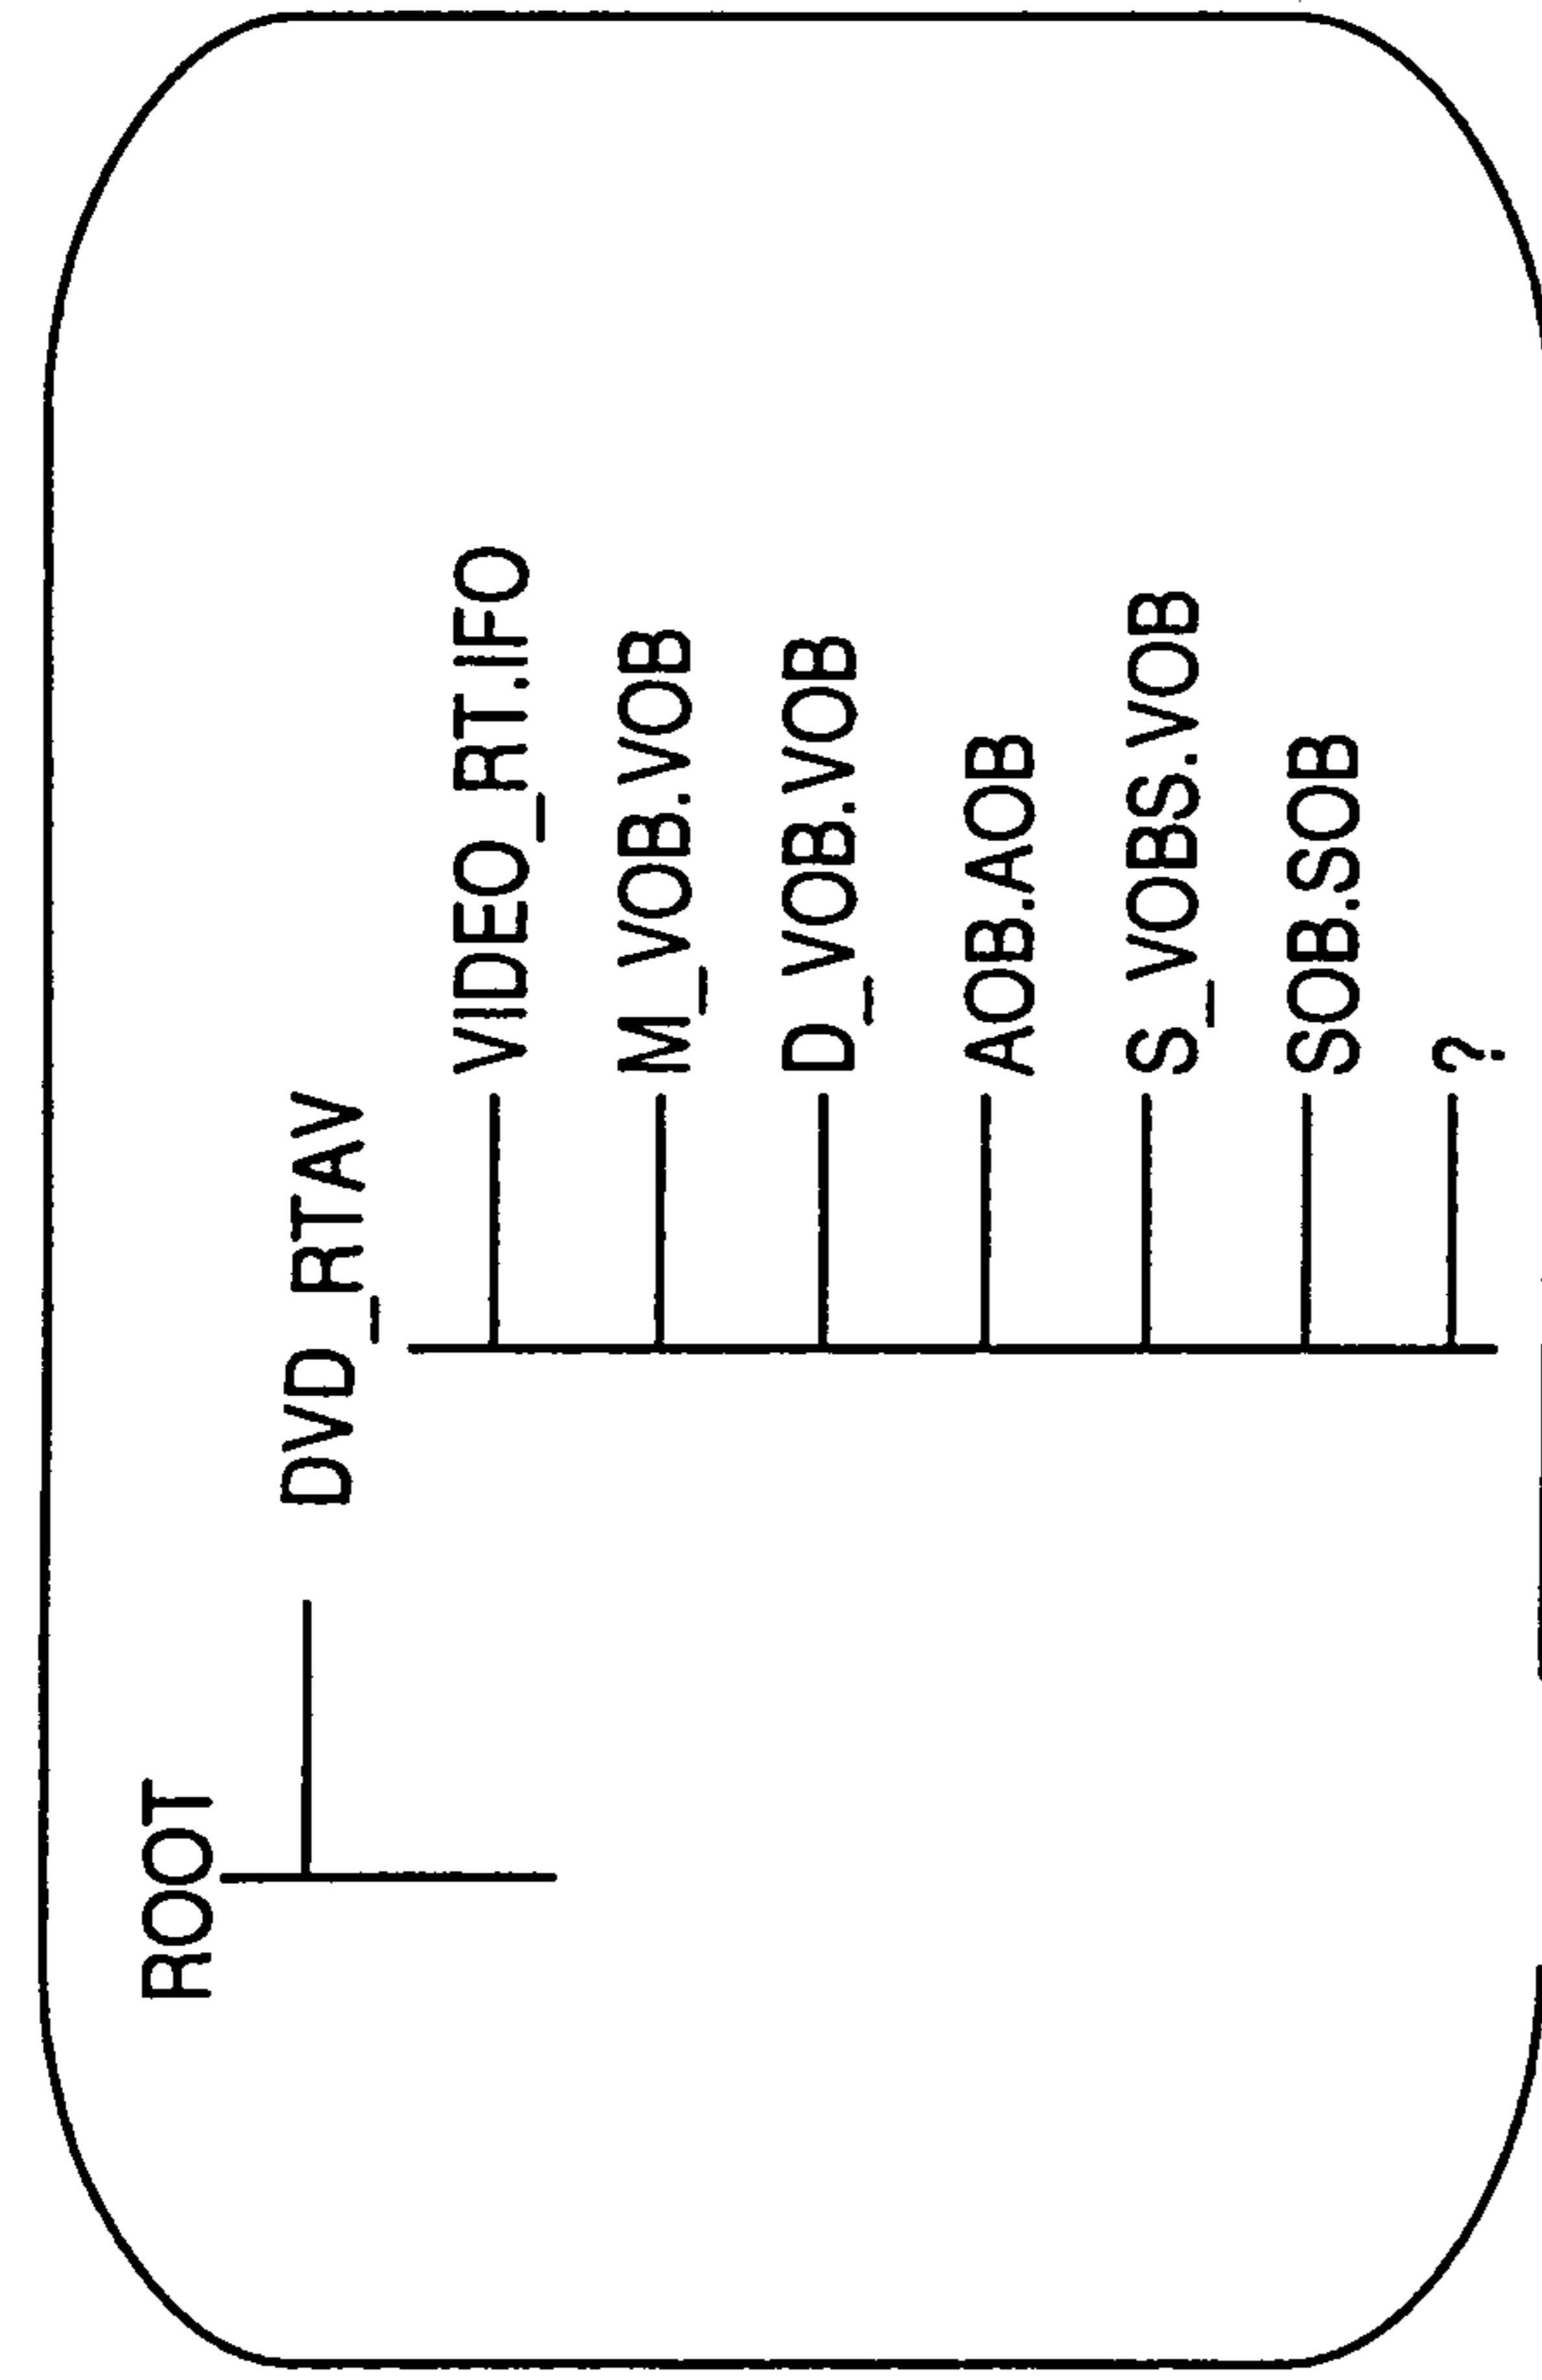 ROOT
DVD_RTAV
VIDEO_RT.IFO
M_VOB.VOB
D_VOB.VOB
AOB.AOB
S_VOBS.VOB
SOB.SOB
?